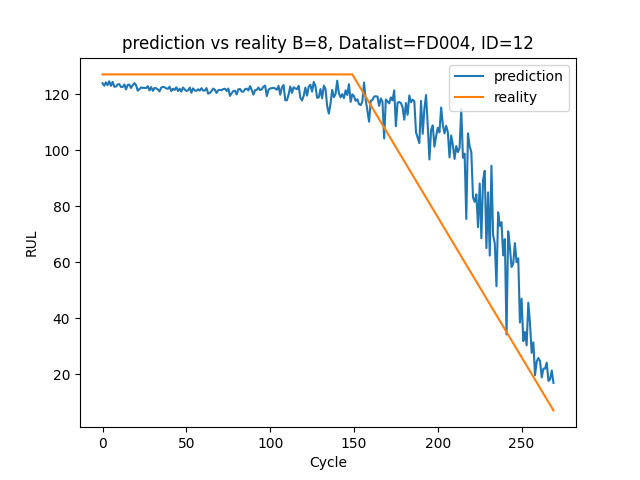 prediction vs reality B=8, Datalist=FD004, ID=12
prediction
reality
RUL
120
100
80
60
40
20
0 50 100 150 200 250
Cycle